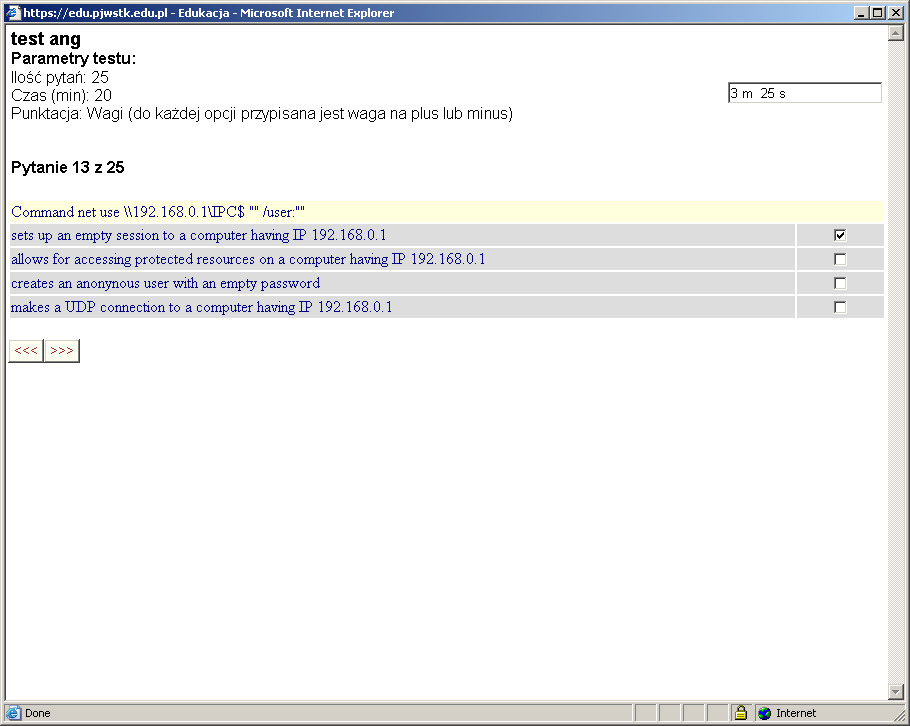 https://edu.pjwstk.edu.pl - Edukacja - Microsoft Internet Explorer
test ang
Parametry testu:
Ilość pytań: 25
Czas (min): 20
3 m 25 s
Punktacja: Wagi (do każdej opcji przypisana jest waga na plus lub minus)
Pytanie 13 z 25
Command net use \\192.168.0.1\IPC$ "" /user:""
sets up an empty session to a computer having IP 192.168.0.1
allows for accessing protected resources on a computer having IP 192.168.0.1
creates an anonynous user with an empty password
makes a UDP connection to a computer having IP 192.168.0.1
<<< >>>
Done Internet